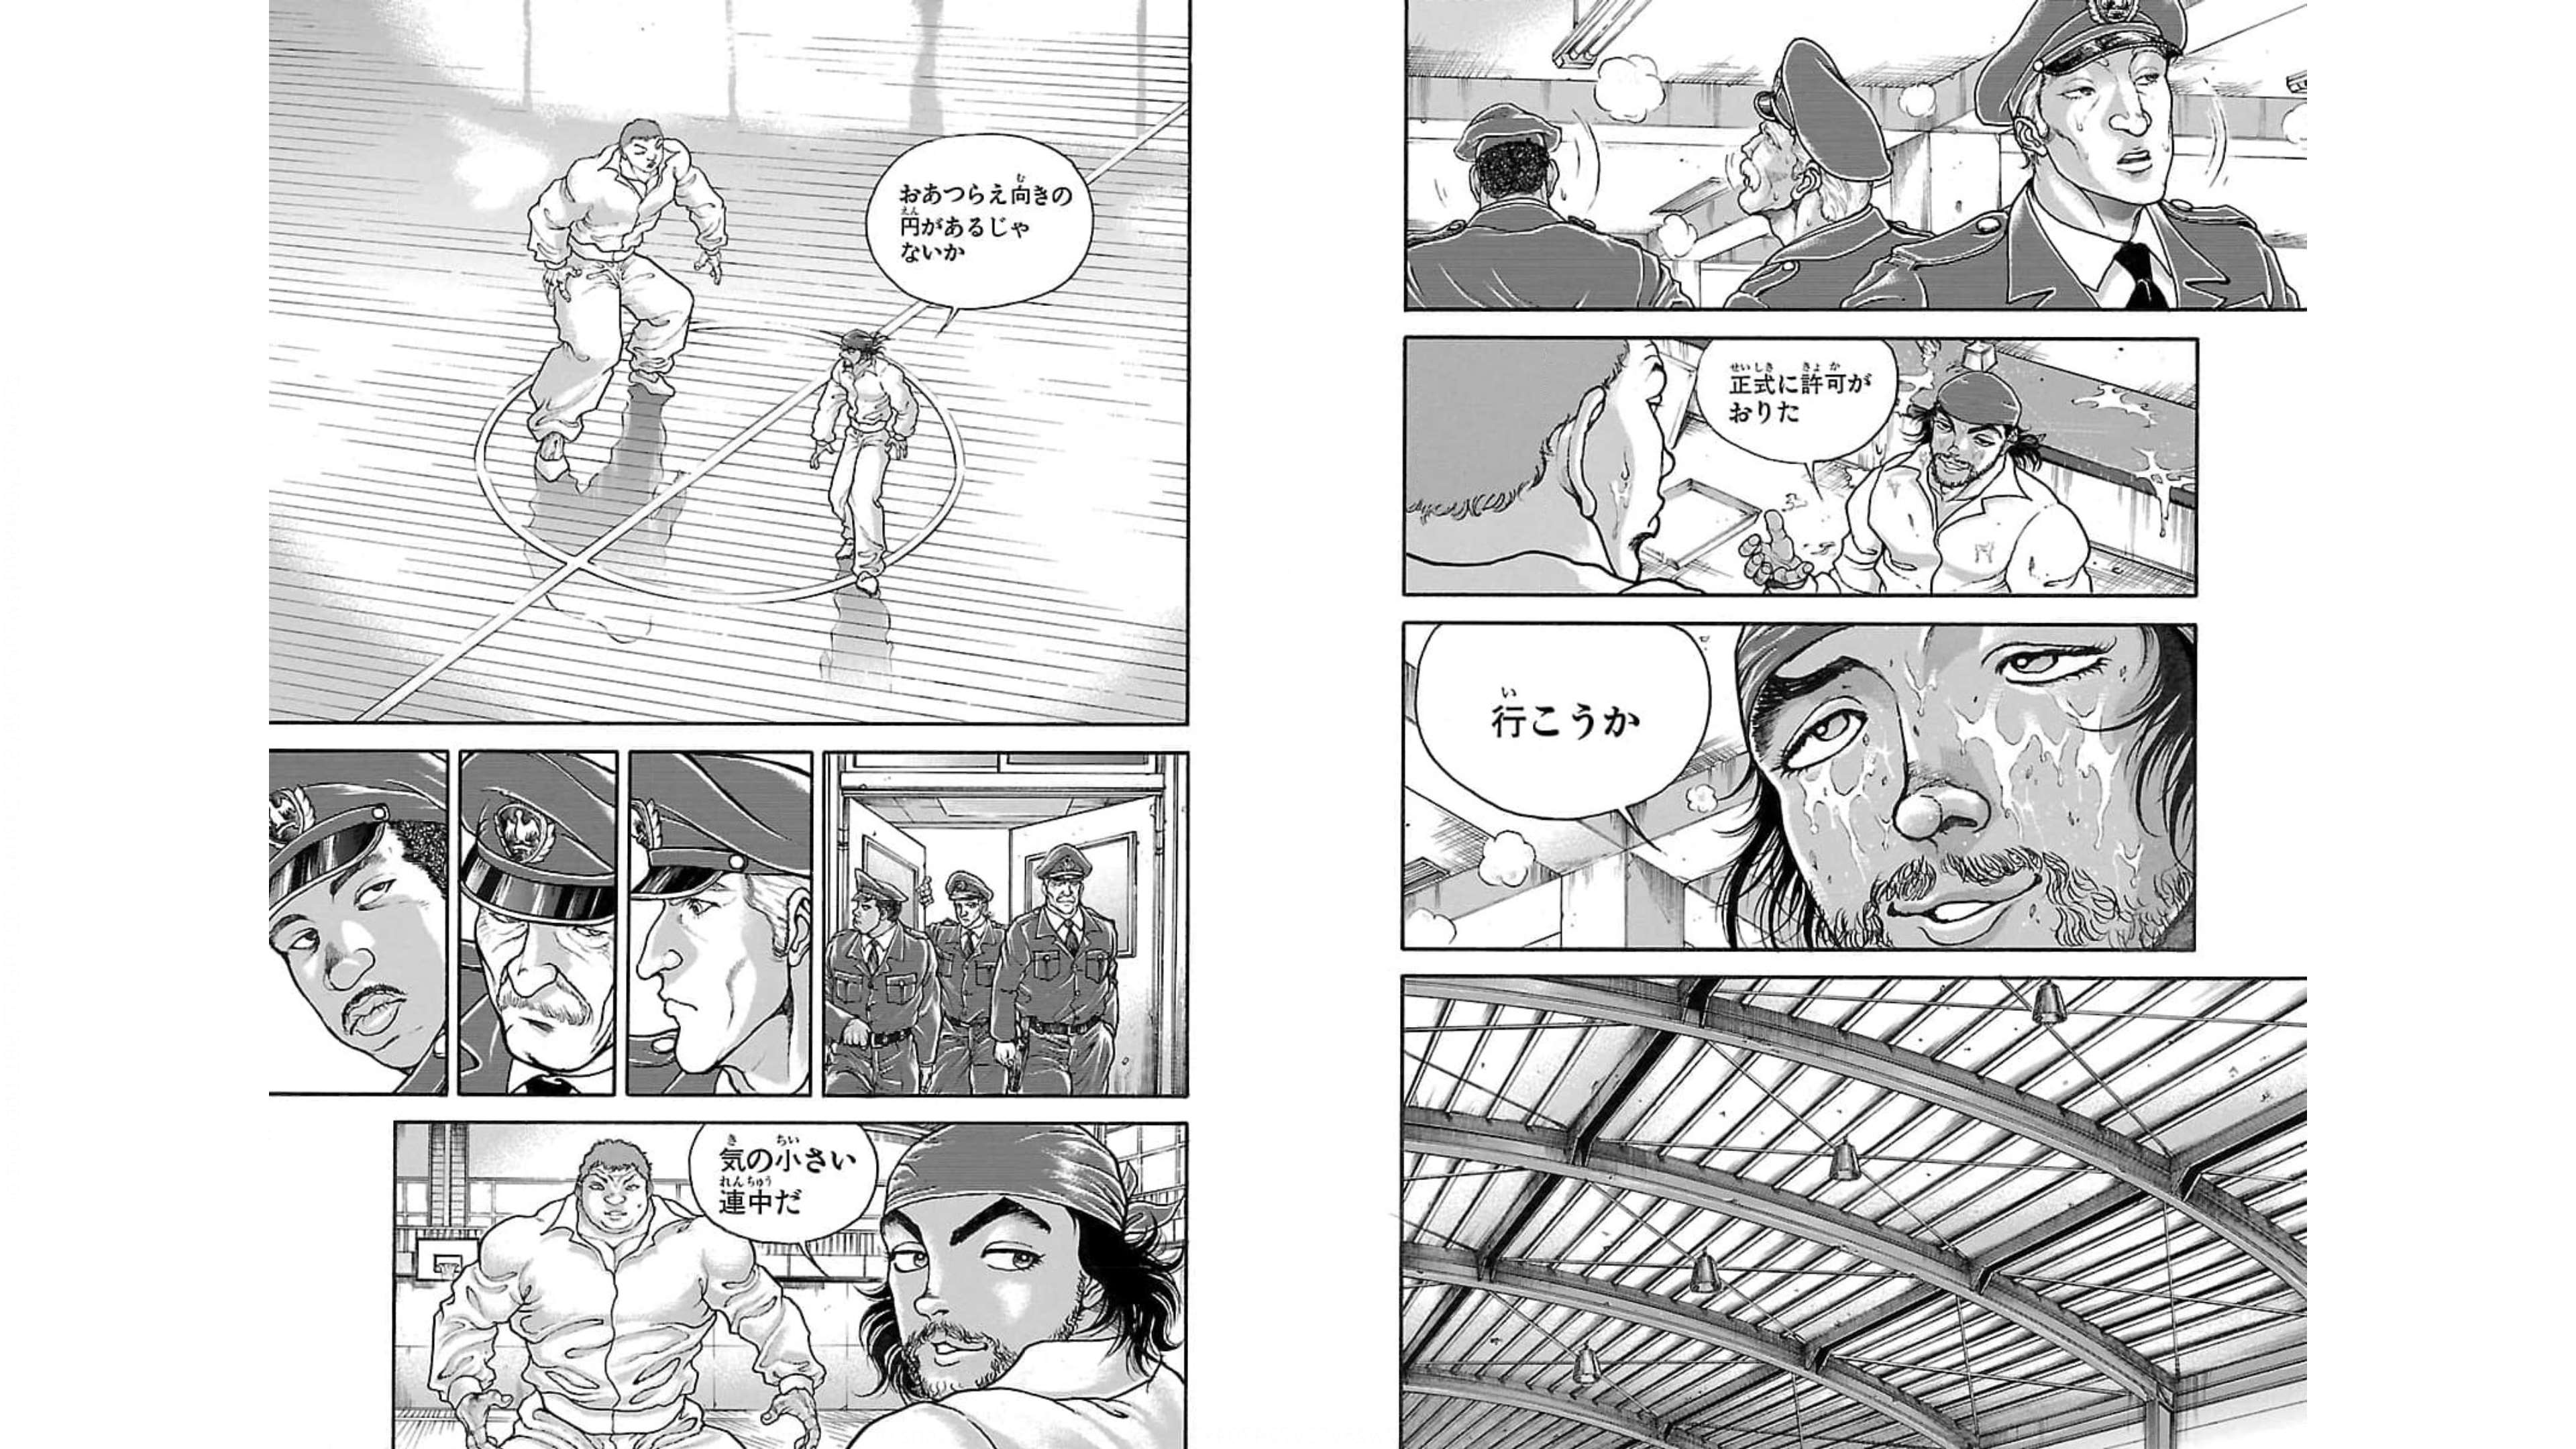 正式に許可が
おりた
行こうか
おあつらえ向きの
円があるじゃ
ないか
気の小さい
連中だ